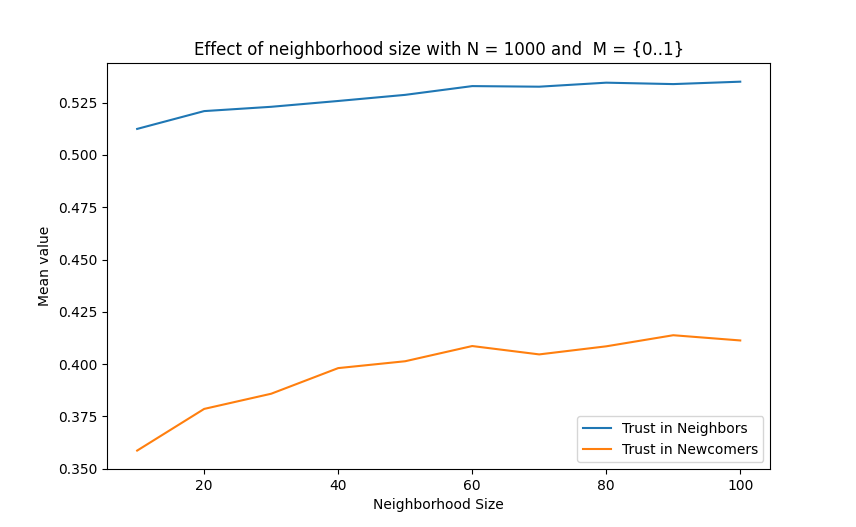 Effect of neighborhood size with N = 1000 and  M = {0..1}
Mean value
0.525
0.500
0.475
0.450
0.425
0.400
0.375
0.350
Trust in Neighbors
Trust in Newcomers
20 40 60 80 100
Neighborhood Size